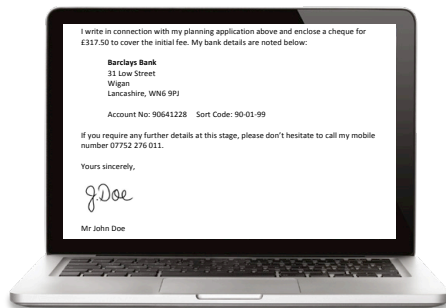 I write in connection with my planning application above and enclose a cheque for
£317.50 to cover the initial fee. My bank details are noted below:
Barclays Bank
31 Low Street
Wigan
Lancashire, WN6 9PJ
Account No: 90641228 Sort Code: 90-01-99
If you require any further details at this stage, please don't hesitate to call my mobile
number 07752 276 011.
Yours sincerely,
J.Doe
Mr John Doe